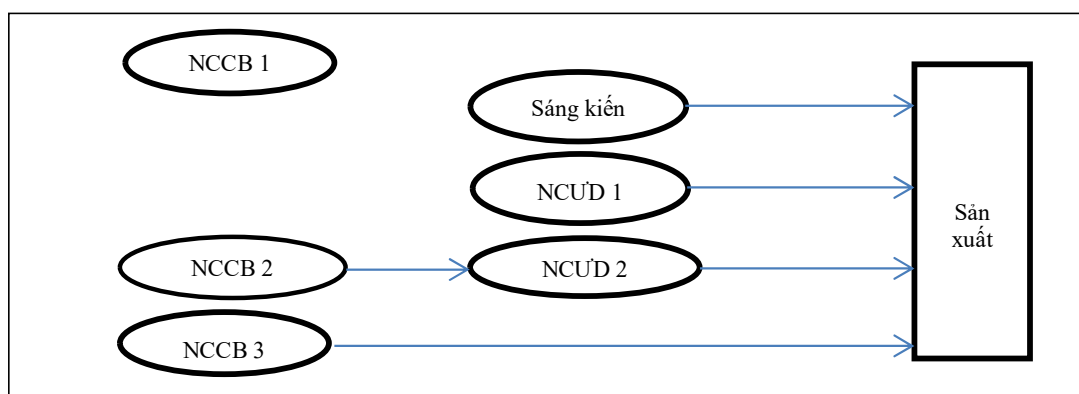 NCCB 1
Sáng kiến
NCƯD 1
NCCB 2
NCƯD 2
NCCB 3
Sản
xuất